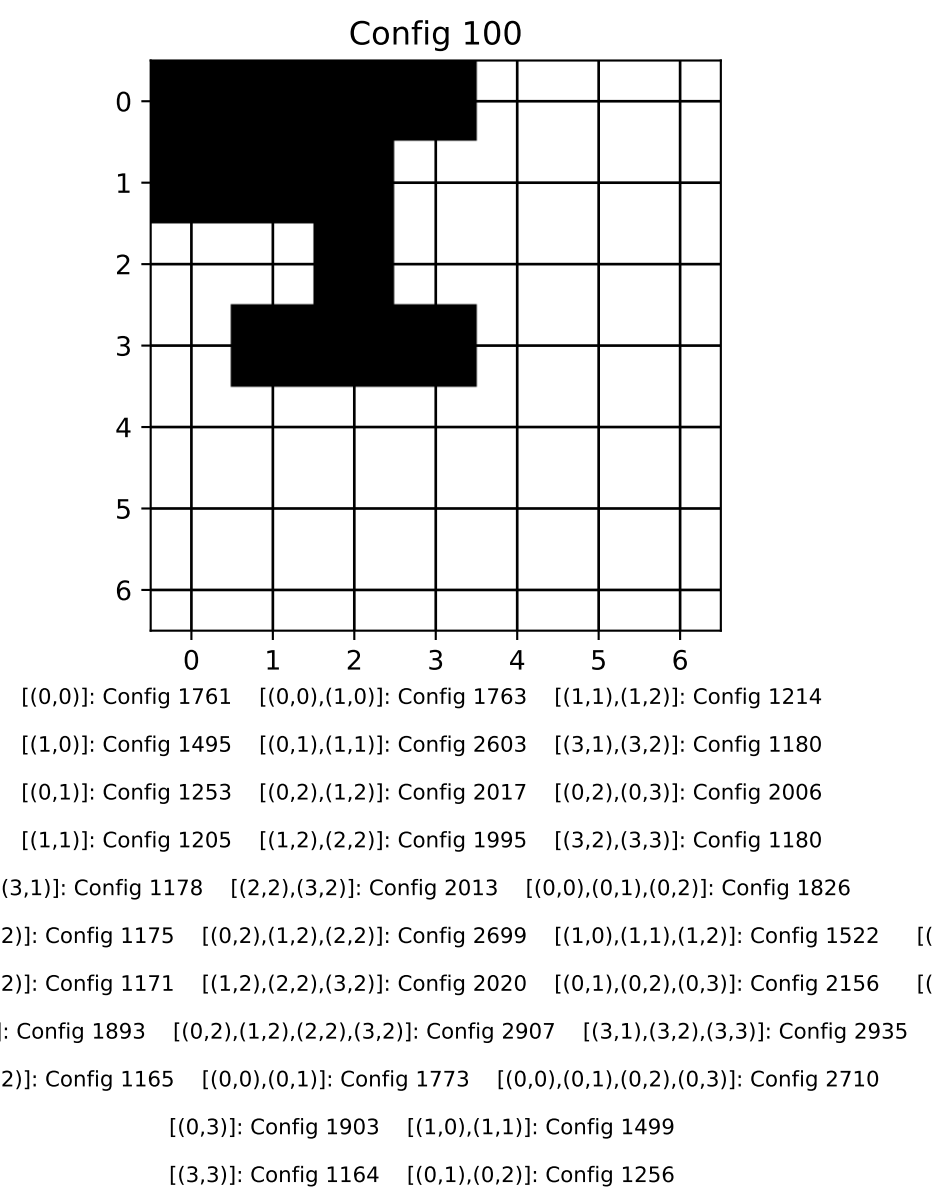 Config 100
0
1
2
3
4
5
6
0 1 2 3 4 5 6
[(0,0)]: Config 1761 [(0,0),(1,0)]: Config 1763 [(1,1),(1,2)]: Config 1214
[(1,0)]: Config 1495 [(0,1),(1,1)]: Config 2603 [(3,1),(3,2)]: Config 1180
[(0,1)]: Config 1253 [(0,2),(1,2)]: Config 2017 [(0,2),(0,3)]: Config 2006
[(1,1)]: Config 1205 [(1,2),(2,2)]: Config 1995 [(3,2),(3,3)]: Config 1180
(3,1)]: Config 1178 [(2,2),(3,2)]: Config 2013 [(0,0),(0,1),(0,2)]: Config 1826
2)]: Config 1175 [(0,2),(1,2),(2,2)]: Config 2699 [(1,0),(1,1),(1,2)]: Config 1522 [(
2)]: Config 1171 [(1,2),(2,2),(3,2)]: Config 2020 [(0,1),(0,2),(0,3)]: Config 2156 [(
]: Config 1893 [(0,2),(1,2),(2,2),(3,2)]: Config 2907 [(3,1),(3,2),(3,3)]: Config 2935
2)]: Config 1165 [(0,0),(0,1)]: Config 1773 [(0,0),(0,1),(0,2),(0,3)]: Config 2710
[(0,3)]: Config 1903 [(1,0),(1,1)]: Config 1499
[(3,3)]: Config 1164 [(0,1),(0,2)]: Config 1256